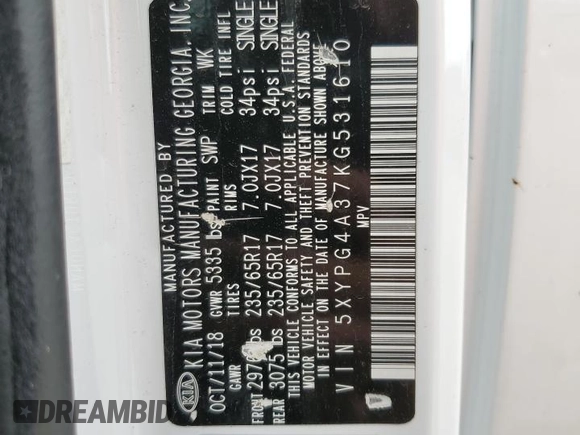 MANUFACTURED BY
KIA KIA MOTORS MANUFACTURING GEORGIA, INC.
OCT/11/18 GVWR 5335 lbs PAINT SWP TRIM WK
GAWR TIRES RIMS COLD TIRE INFL
FRONT lbs 235/65R17 7.0JX17 34psi SINGLE
REAR 3075 lbs 235/65R17 7.0JX17 34psi SINGLE
THIS VEHICLE CONFORMS TO ALL APPLICABLE U.S.A. FEDERAL
MOTOR VEHICLE SAFETY AND THEFT PREVENTION STANDARDS
IN EFFECT ON THE DATE OF MANUFACTURE SHOWN ABOVE
VIN 5XYPG4A37KG531610
MPV
DREAMBID.COM